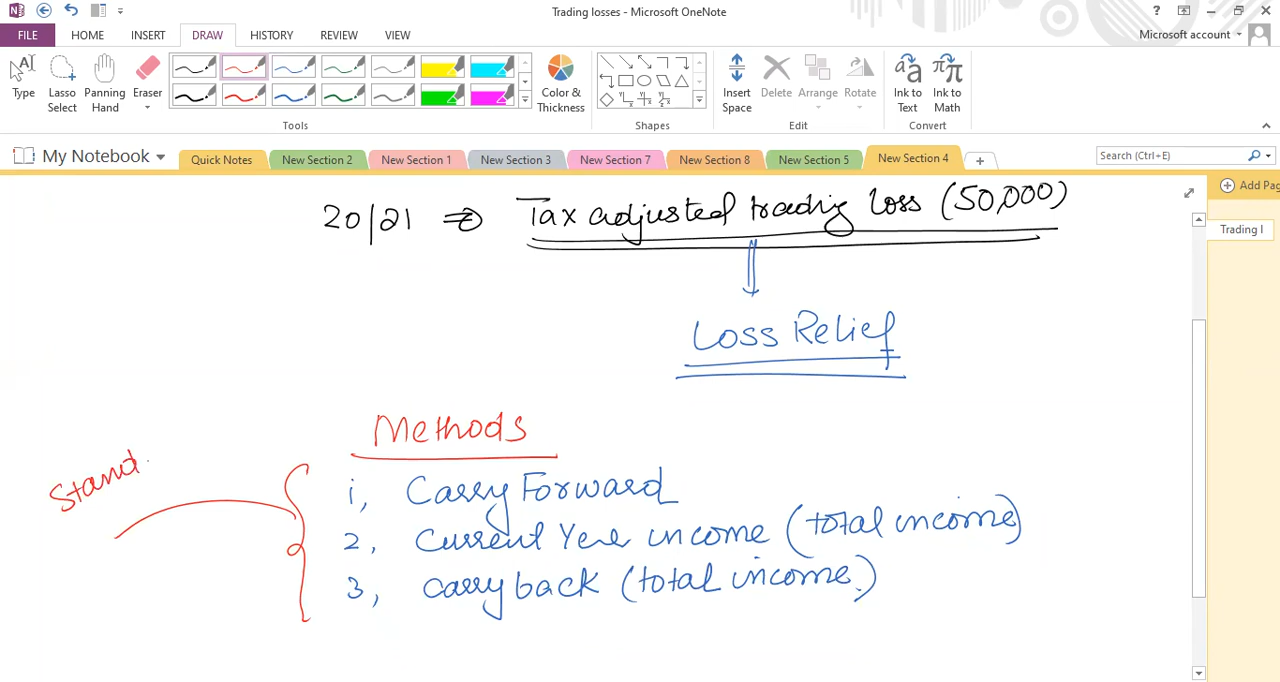 Trading losses - Microsoft OneNote
FILE HOME INSERT DRAW HISTORY REVIEW VIEW
Microsoft account
Type
Lasso Select
Panning Hand
Eraser
Color & Thickness
Insert Space
Delete
Arrange
Rotate
Ink to Text
Ink to Math
Tools
Shapes
Edit
Convert
My Notebook
Quick Notes
New Section 2
New Section 1
New Section 3
New Section 7
New Section 8
New Section 5
New Section 4
Search (Ctrl+E)
Add Pag
Trading l
20/21 ⇒ Tax adjusted trading loss (50,000)
Loss Relief
Methods
Stand
i, Carry Forward
2, Current Year income (total income)
3, Carry back (total income.)